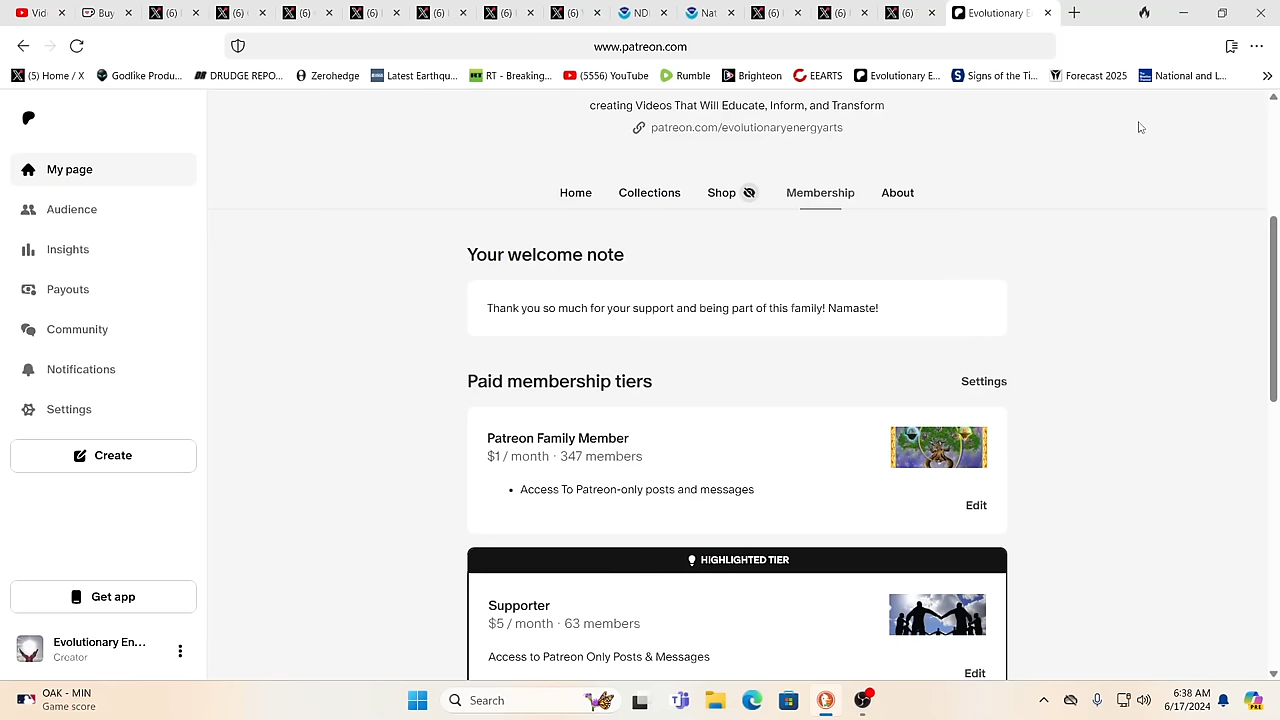 Vid
Buy
(6)
(6)
(6)
(6)
(6)
(6)
(6)
ND
Nav
(6)
(6)
(6)
Evolutionary E
www.patreon.com
(5) Home / X
Godlike Produ...
DRUDGE REPO...
Zerohedge
Latest Earthqu...
RT - Breaking...
(5556) YouTube
Rumble
Brighteon
EEARTS
Evolutionary E...
Signs of the Ti...
Forecast 2025
National and L...
creating Videos That Will Educate, Inform, and Transform
patreon.com/evolutionaryenergyarts
My page
Audience
Insights
Payouts
Community
Notifications
Settings
Create
Get app
Evolutionary En...
Creator
Home
Collections
Shop
Membership
About
Your welcome note
Thank you so much for your support and being part of this family! Namaste!
Paid membership tiers
Settings
Patreon Family Member
$1 / month · 347 members
• Access To Patreon-only posts and messages
Edit
HIGHLIGHTED TIER
Supporter
$5 / month · 63 members
Access to Patreon Only Posts & Messages
Edit
OAK - MIN
Game score
Search
6:38 AM
6/17/2024
PRE